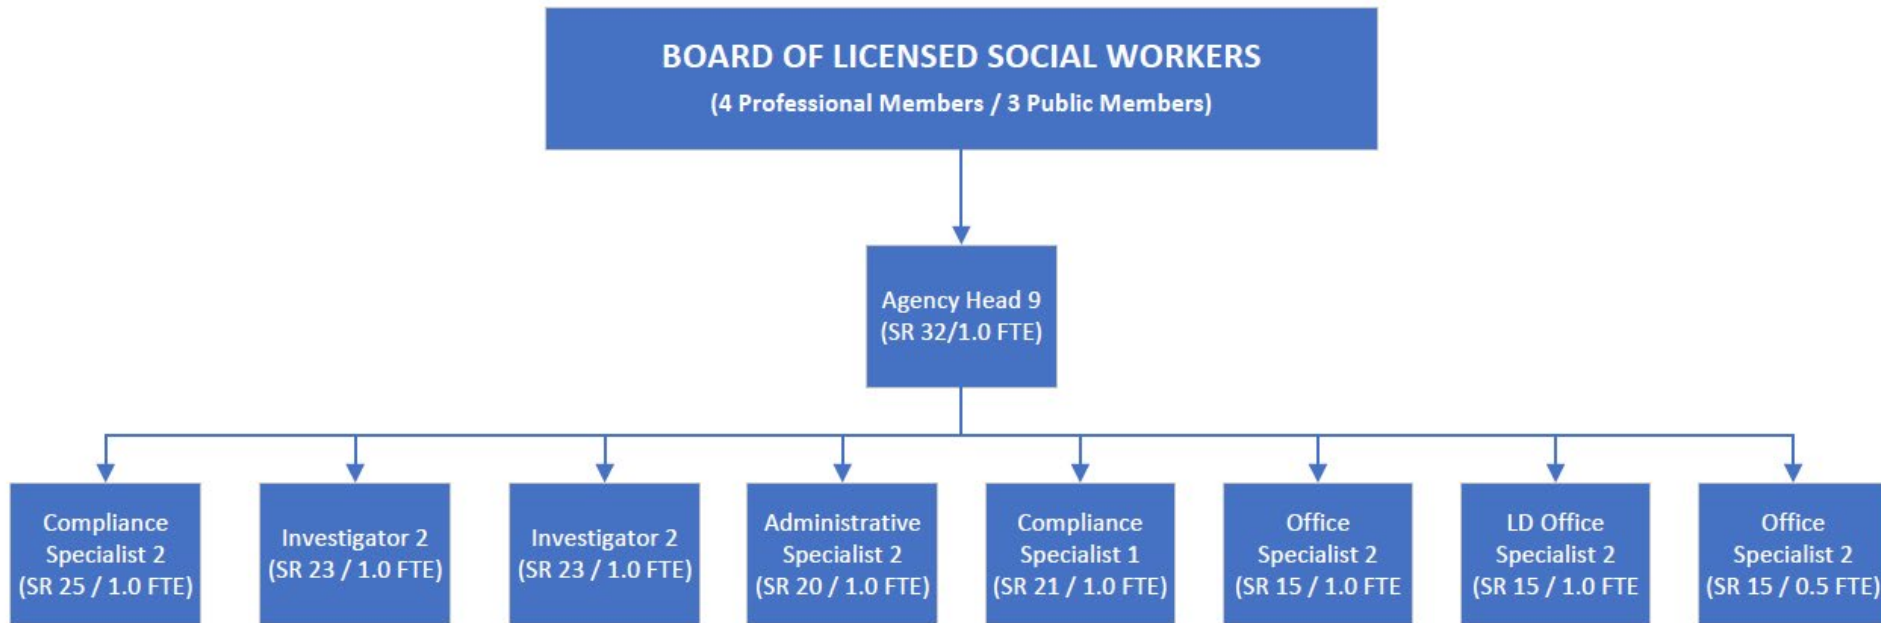 BOARD OF LICENSED SOCIAL WORKERS
(4 Professional Members / 3 Public Members)
Agency Head 9
(SR 32/1.0 FTE)
Compliance
Specialist 2
(SR 25 / 1.0 FTE)
Investigator 2
(SR 23 / 1.0 FTE)
Investigator 2
(SR 23 / 1.0 FTE)
Administrative
Specialist 2
(SR 20 / 1.0 FTE)
Compliance
Specialist 1
(SR 21 / 1.0 FTE)
Office
Specialist 2
(SR 15 / 1.0 FTE
LD Office
Specialist 2
(SR 15 / 1.0 FTE
Office
Specialist 2
(SR 15 / 0.5 FTE)